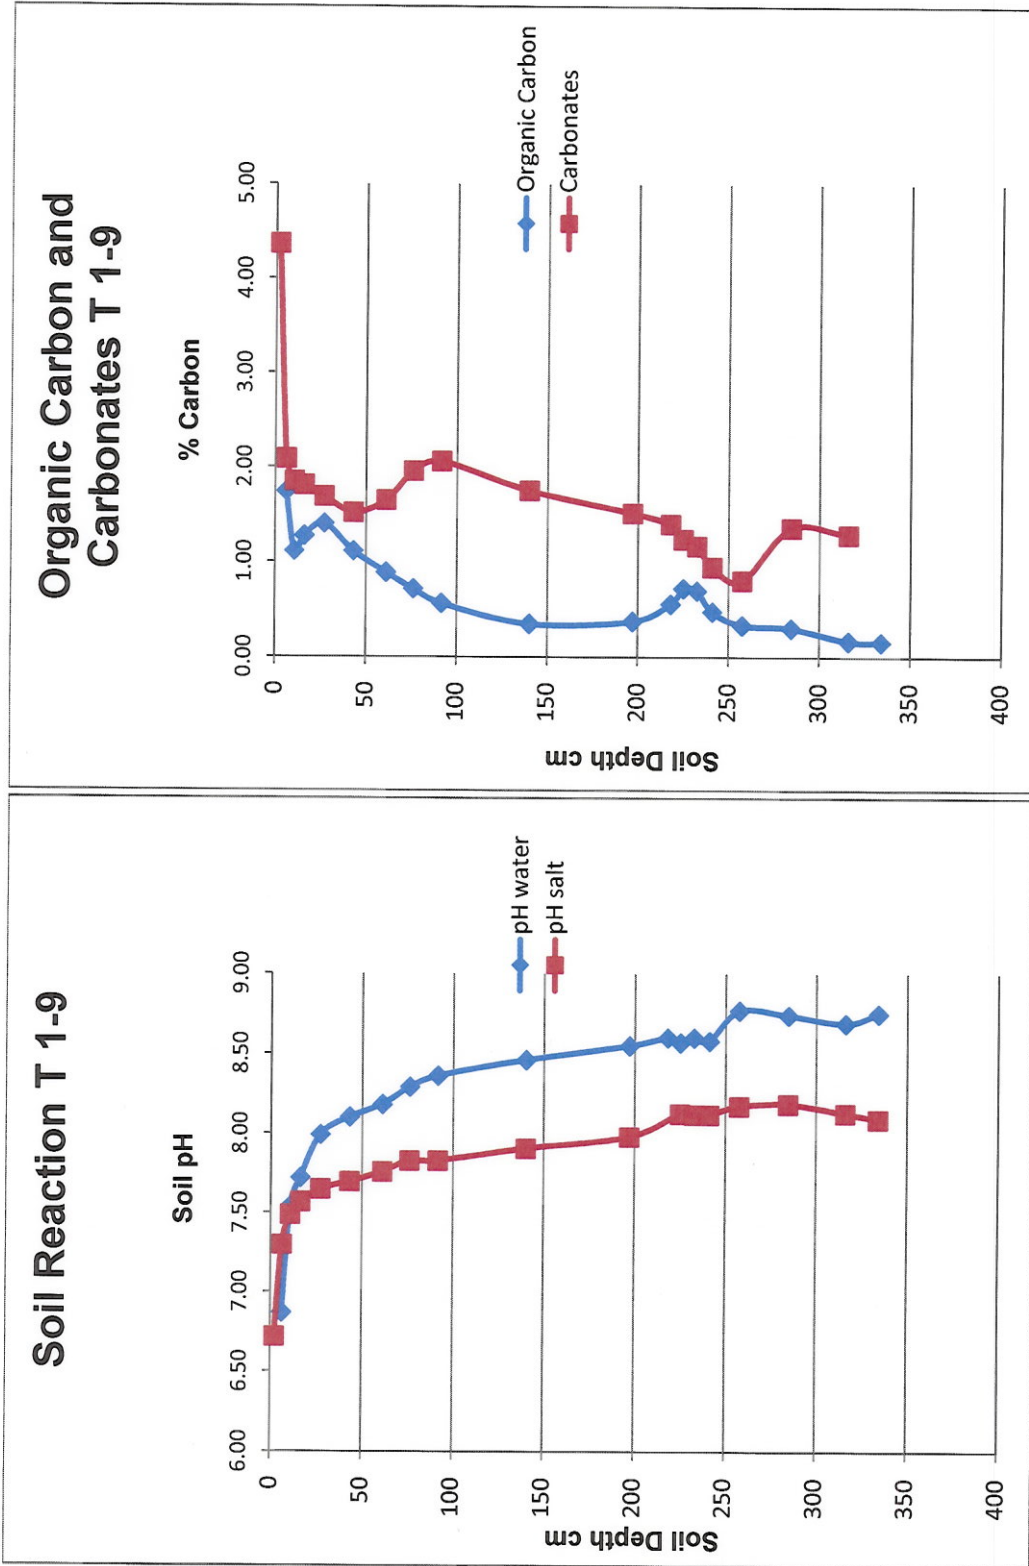 Soil Reaction T 1-9
Soil pH
6.00 6.50 7.00 7.50 8.00 8.50 9.00
0
50
100
150
200
250
300
350
400
Soil Depth cm
pH water
pH salt
Organic Carbon and
Carbonates T 1-9
% Carbon
0.00 1.00 2.00 3.00 4.00 5.00
0
50
100
150
200
250
300
350
400
Soil Depth cm
Organic Carbon
Carbonates